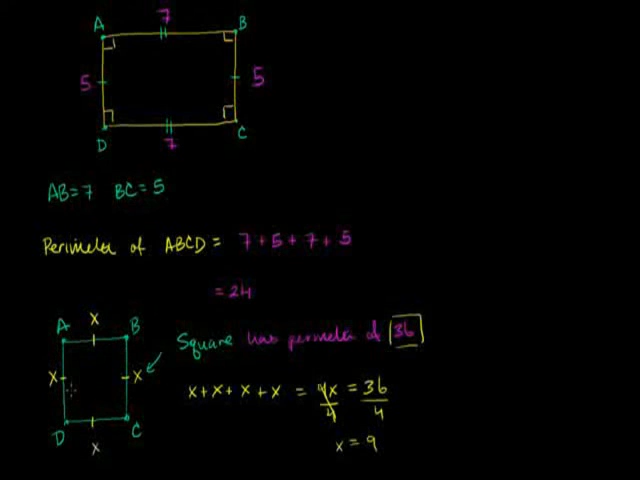 7
A B
5 5
D C
7
AB=7 BC=5
Perimeter of ABCD = 7+5+7+5
=24
x
A B
Square has perimeter of 36
x x
x+x+x+x = 4x = 36
4 4
D C
x
x=9